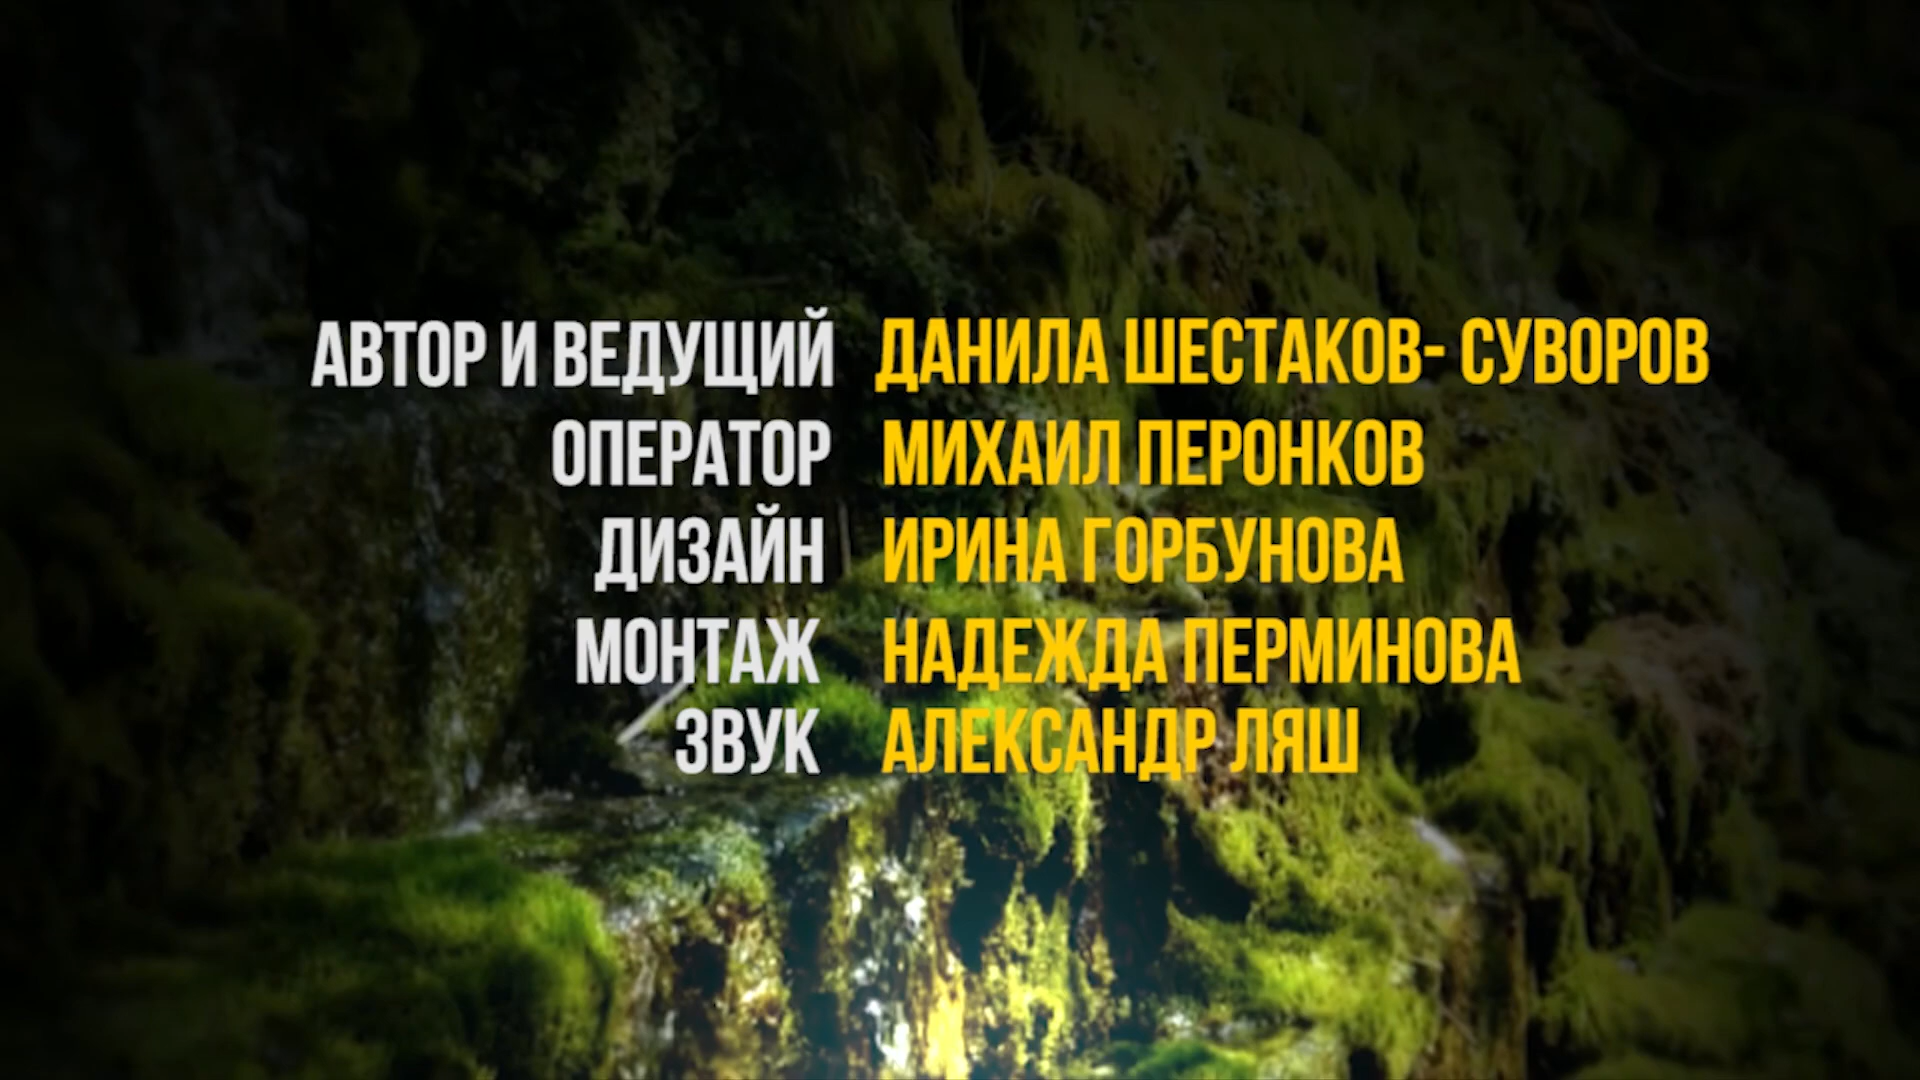 АВТОР И ВЕДУЩИЙ ДАНИЛА ШЕСТАКОВ- СУВОРОВ
ОПЕРАТОР МИХАИЛ ПЕРОНКОВ
ДИЗАЙН ИРИНА ГОРБУНОВА
МОНТАЖ НАДЕЖДА ПЕРМИНОВА
ЗВУК АЛЕКСАНДР ЛЯШ